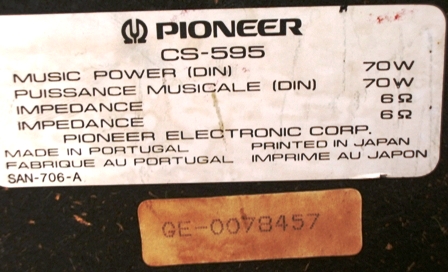 PIONEER
CS-595
MUSIC POWER (DIN) 70W
PUISSANCE MUSICALE (DIN) 70W
IMPEDANCE 6Ω
IMPEDANCE 6Ω
PIONEER ELECTRONIC CORP.
MADE IN PORTUGAL PRINTED IN JAPAN
FABRIQUE AU PORTUGAL IMPRIME AU JAPON
SAN-706-A
GE-0078457